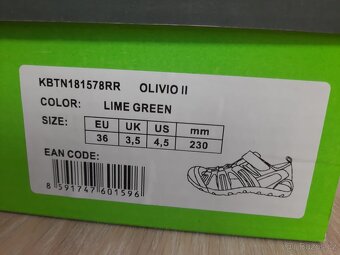 KBTN181578RR OLIVIO II
COLOR: LIME GREEN
SIZE: EU UK US mm
36 3,5 4,5 230
EAN CODE:
8 591747 601596